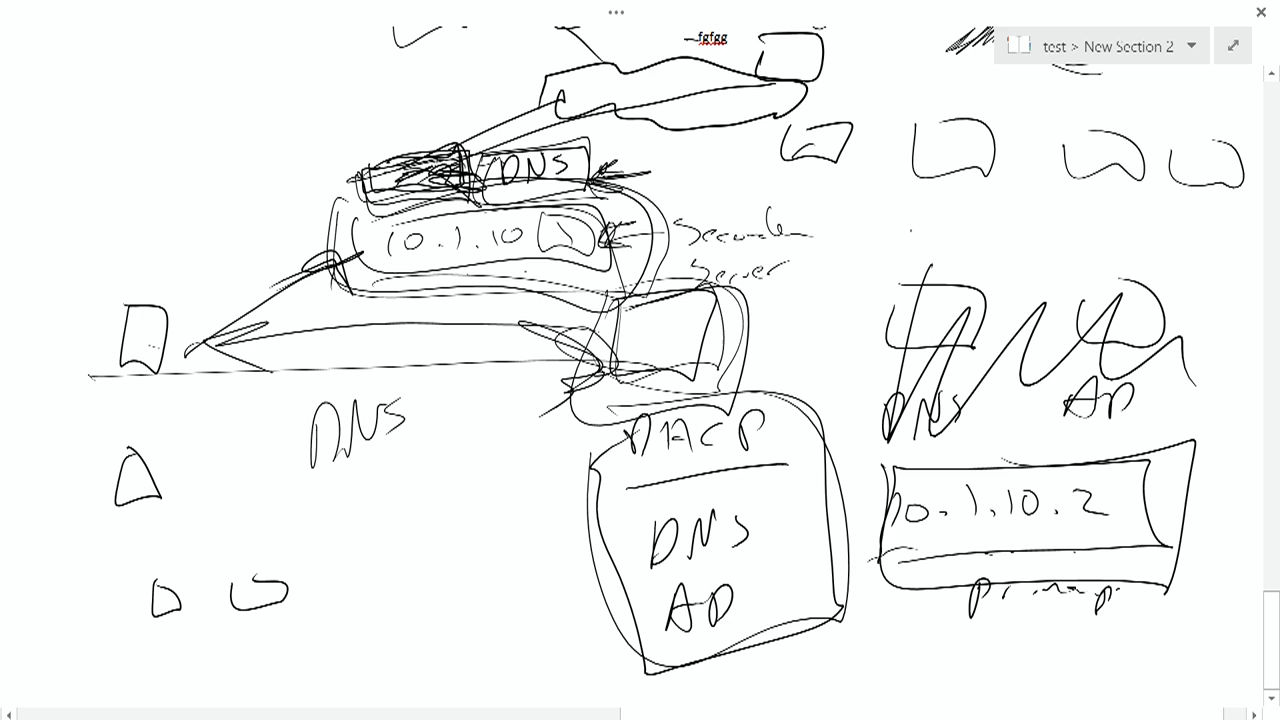 fgfgg
test > New Section 2
DNS
10.1.10
Server
DNS
AD
DHCP
DNS
10.1.10.2
DNS
AD